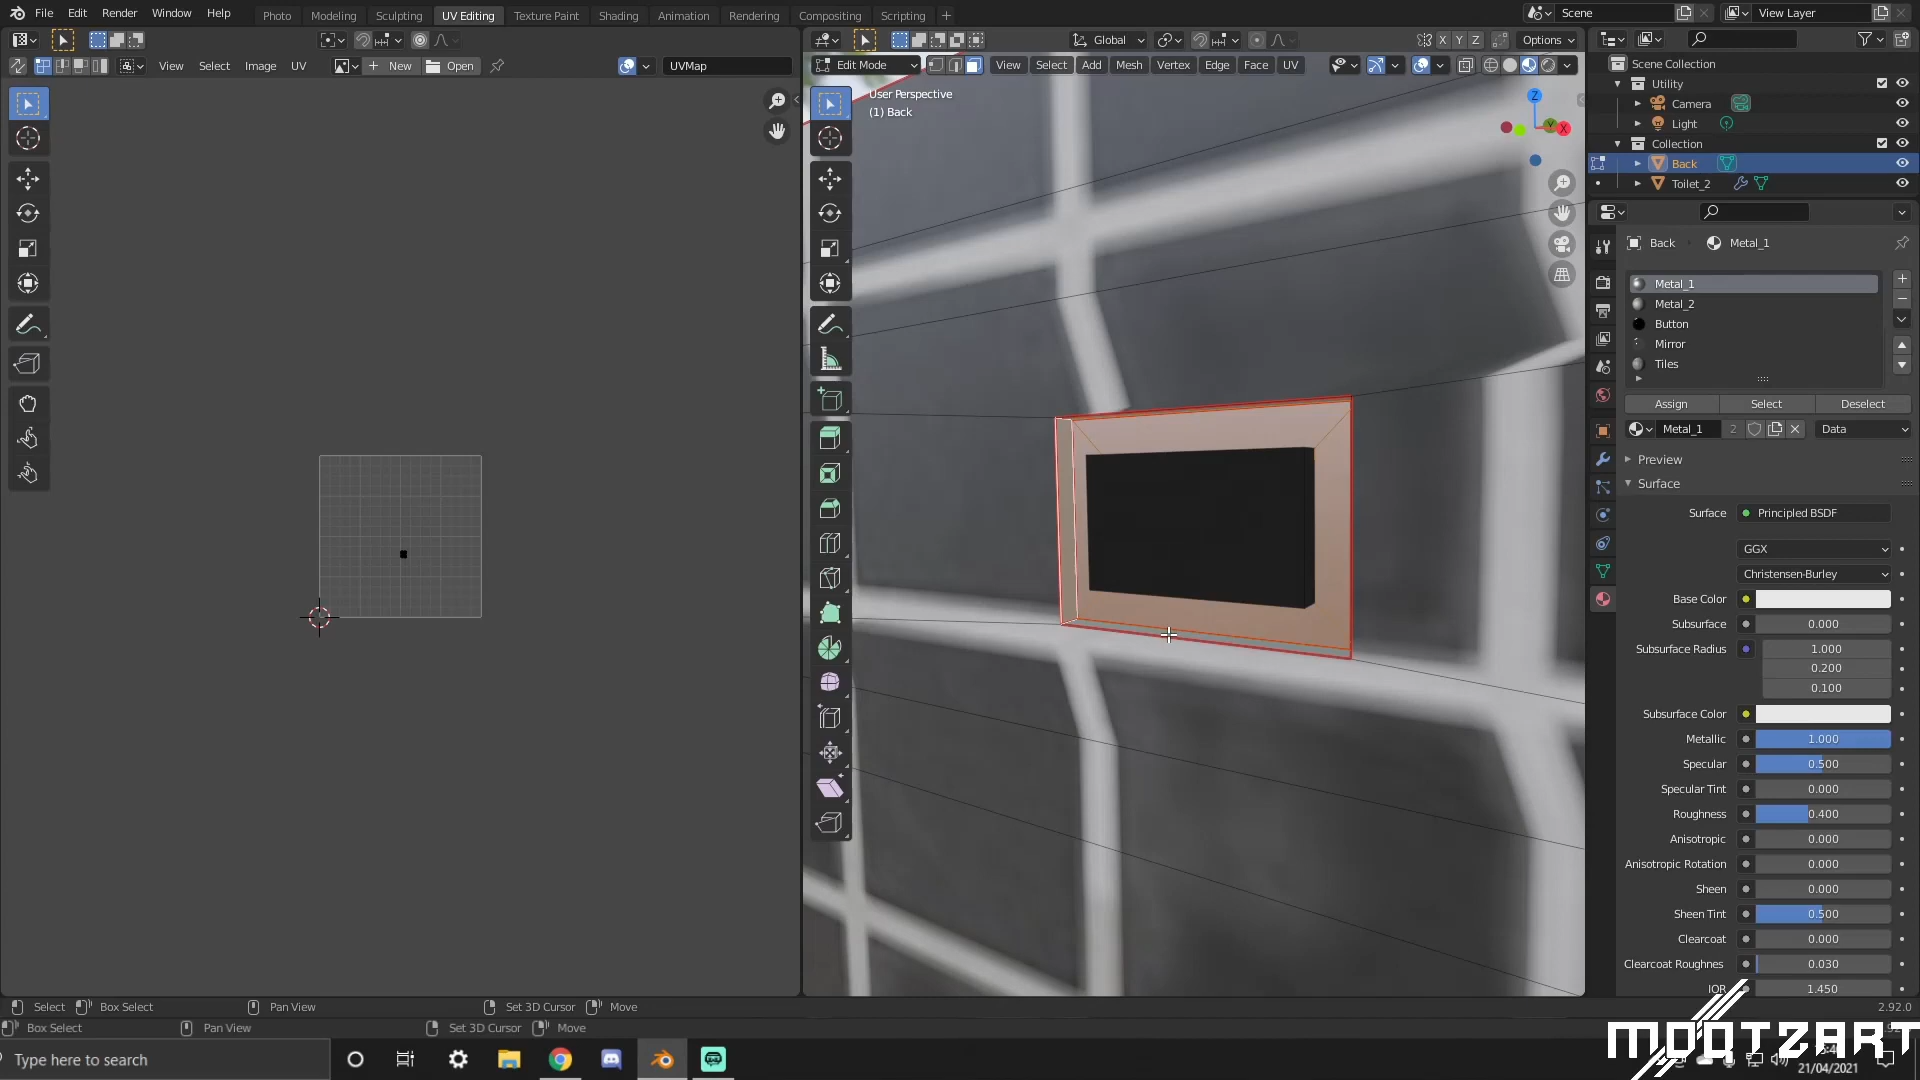 File Edit Render Window Help Photo Modeling Sculpting UV Editing Texture Paint Shading Animation Rendering Compositing Scripting Scene View Layer
Global X Y Z Options
View Select Image UV New Open UVMap Edit Mode View Select Add Mesh Vertex Edge Face UV
User Perspective
(1) Back
Z
Y
X
Scene Collection
Utility
Camera
Light
Collection
Back
Toilet_2
Back Metal_1
Metal_1
Metal_2
Button
Mirror
Tiles
Assign Select Deselect
Metal_1 2 Data
Preview
Surface
Surface Principled BSDF
GGX
Christensen-Burley
Base Color
Subsurface 0.000
Subsurface Radius 1.000
0.200
0.100
Subsurface Color
Metallic 1.000
Specular 0.500
Specular Tint 0.000
Roughness 0.400
Anisotropic 0.000
Anisotropic Rotation 0.000
Sheen 0.000
Sheen Tint 0.500
Clearcoat 0.000
Clearcoat Roughnes 0.030
IOR 1.450
Select Box Select Pan View Set 3D Cursor Move 2.92.0
Box Select Pan View Set 3D Cursor Move
MOOTZART
Type here to search
21/04/2021